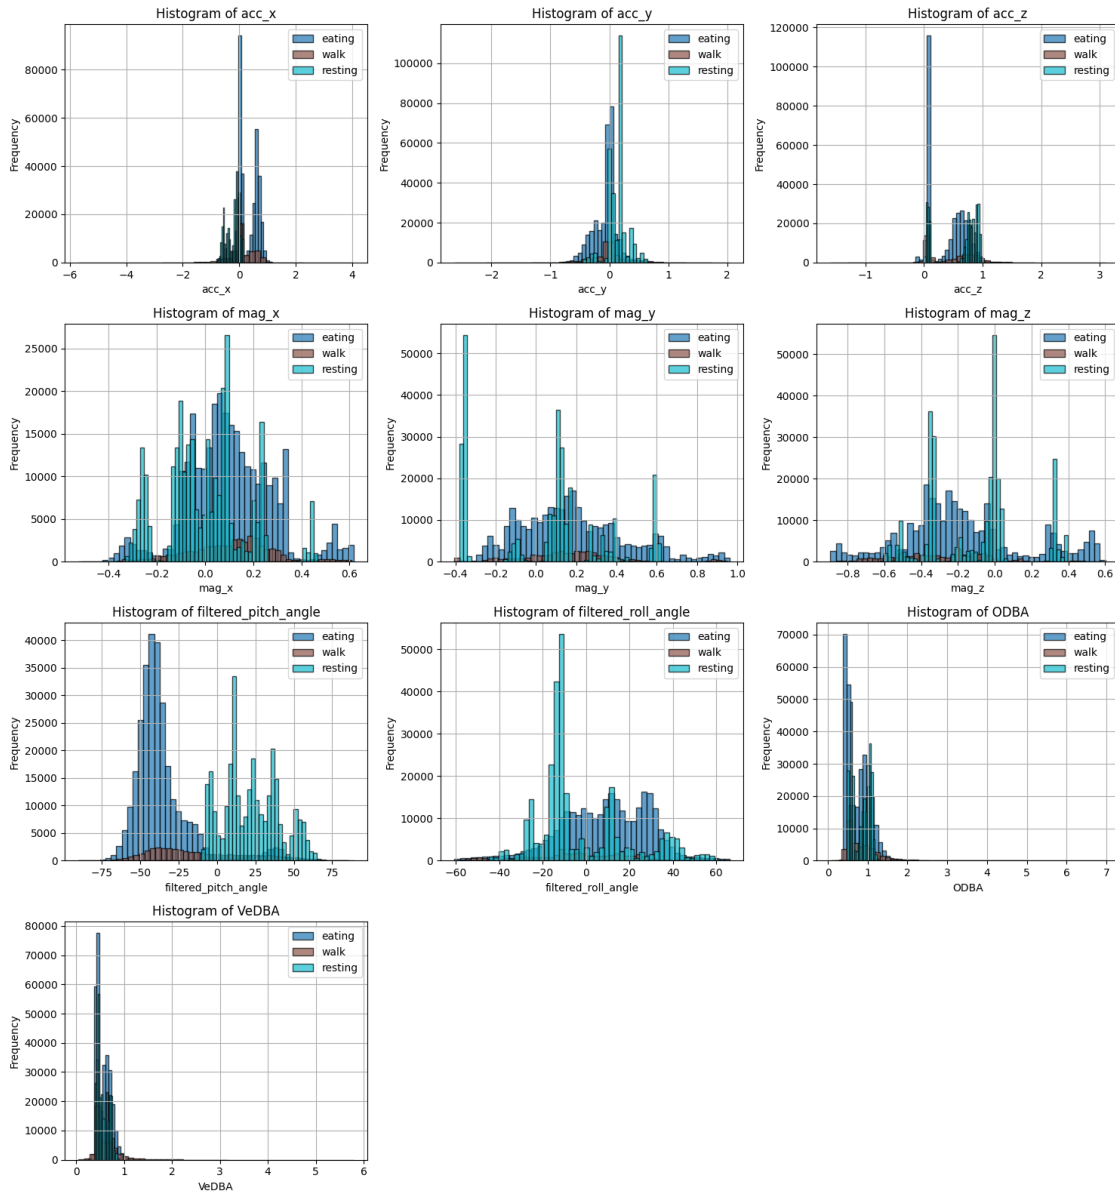 Histogram of acc_x
80000
60000
40000
20000
0
Frequency
−6 −4 −2 0 2 4
acc_x
eating
walk
resting
Histogram of acc_y
100000
80000
60000
40000
20000
0
Frequency
−2 −1 0 1 2
acc_y
eating
walk
resting
Histogram of acc_z
120000
100000
80000
60000
40000
20000
0
Frequency
−1 0 1 2 3
acc_z
eating
walk
resting
Histogram of mag_x
25000
20000
15000
10000
5000
0
Frequency
−0.4 −0.2 0.0 0.2 0.4 0.6
mag_x
eating
walk
resting
Histogram of mag_y
50000
40000
30000
20000
10000
0
Frequency
−0.4 −0.2 0.0 0.2 0.4 0.6 0.8 1.0
mag_y
eating
walk
resting
Histogram of mag_z
50000
40000
30000
20000
10000
0
Frequency
−0.8 −0.6 −0.4 −0.2 0.0 0.2 0.4 0.6
mag_z
eating
walk
resting
Histogram of filtered_pitch_angle
40000
35000
30000
25000
20000
15000
10000
5000
0
Frequency
−75 −50 −25 0 25 50 75
filtered_pitch_angle
eating
walk
resting
Histogram of filtered_roll_angle
50000
40000
30000
20000
10000
0
Frequency
−60 −40 −20 0 20 40 60
filtered_roll_angle
eating
walk
resting
Histogram of ODBA
70000
60000
50000
40000
30000
20000
10000
0
Frequency
0 1 2 3 4 5 6 7
ODBA
eating
walk
resting
Histogram of VeDBA
80000
70000
60000
50000
40000
30000
20000
10000
0
Frequency
0 1 2 3 4 5 6
VeDBA
eating
walk
resting